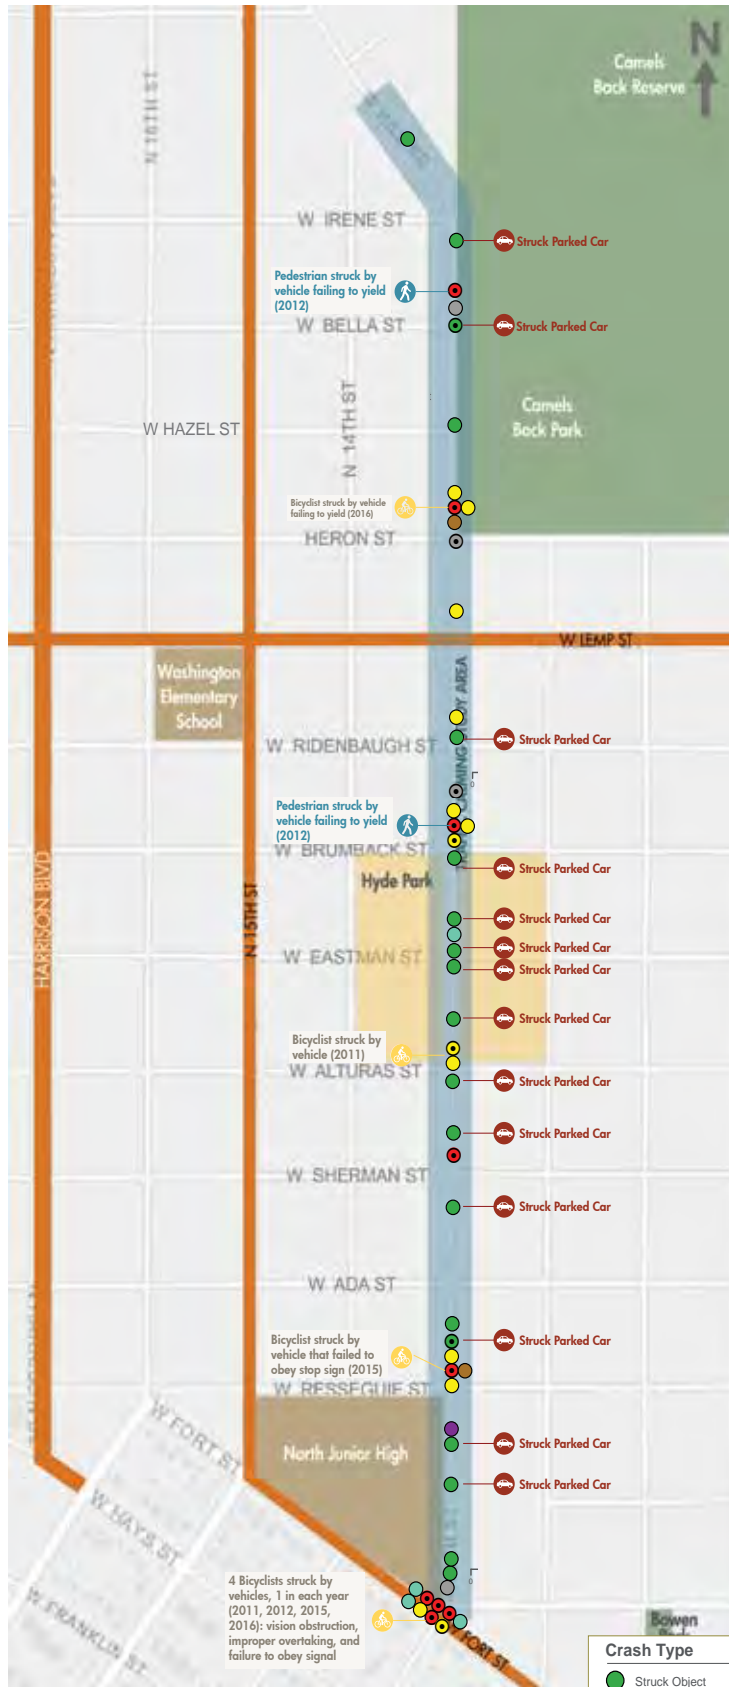 N
Camels
Back Reserve
N 16TH ST
W IRENE ST
Struck Parked Car
Pedestrian struck by
vehicle failing to yield
(2012)
W BELLA ST
Struck Parked Car
N 14TH ST
Camels
Back Park
W HAZEL ST
Bicyclist struck by vehicle
failing to yield (2016)
HERON ST
W LEMP ST
Washington
Elementary
School
W RIDENBAUGH ST
Struck Parked Car
TRAFFIC CALMING STUDY AREA
Pedestrian struck by
vehicle failing to yield
(2012)
W BRUMBACK ST
Struck Parked Car
HARRISON BLVD
N 15TH ST
Hyde Park
Struck Parked Car
Struck Parked Car
W EASTMAN ST
Struck Parked Car
Struck Parked Car
Bicyclist struck by
vehicle (2011)
W ALTURAS ST
Struck Parked Car
Struck Parked Car
W SHERMAN ST
Struck Parked Car
W ADA ST
Bicyclist struck by
vehicle that failed to
obey stop sign (2015)
Struck Parked Car
W RESSEGUIE ST
W FORT ST
North Junior High
Struck Parked Car
Struck Parked Car
W HAYS ST
4 Bicyclists struck by
vehicles, 1 in each year
(2011, 2012, 2015,
2016): vision obstruction,
improper overtaking, and
failure to obey signal
W FRANKLIN ST
FORT ST
Bowen
Crash Type
Struck Object